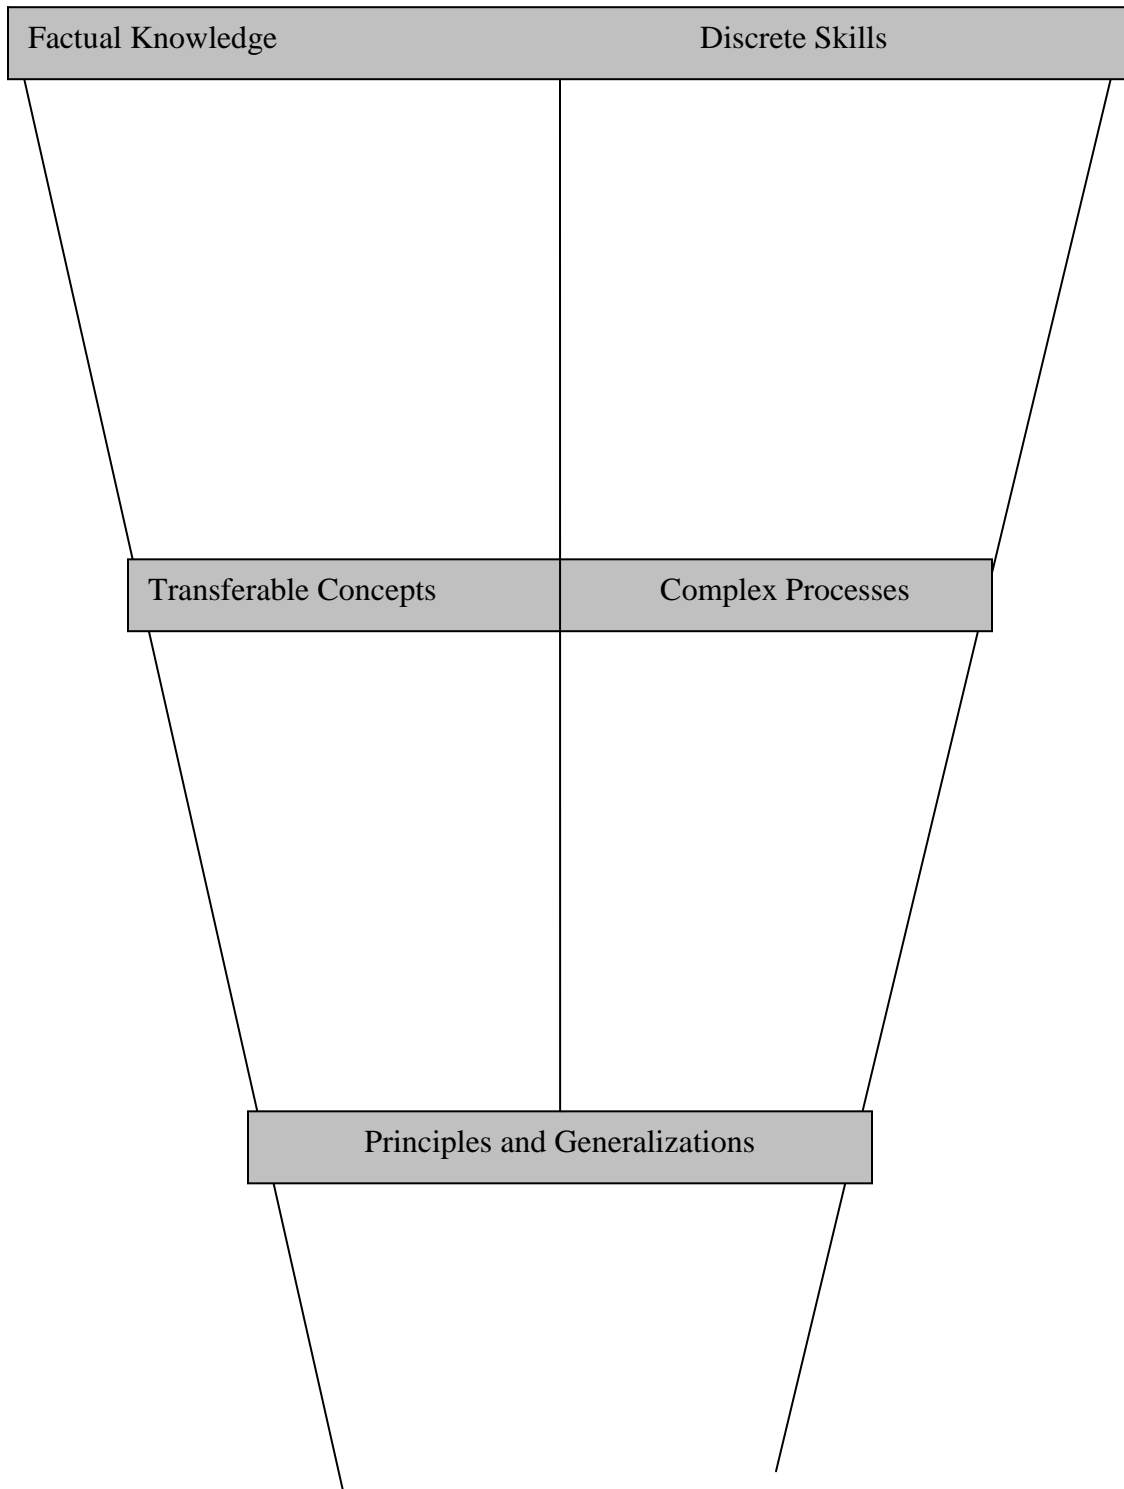 Factual Knowledge Discrete Skills
Transferable Concepts Complex Processes
Principles and Generalizations